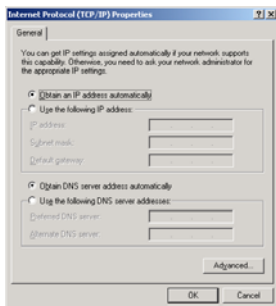 Internet Protocol (TCP/IP) Properties
General
You can get IP settings assigned automatically if your network supports
this capability. Otherwise, you need to ask your network administrator for
the appropriate IP settings.
Obtain an IP address automatically
Use the following IP address:
IP address:
Subnet mask:
Default gateway:
Obtain DNS server address automatically
Use the following DNS server addresses:
Preferred DNS server:
Alternate DNS server:
Advanced...
OK
Cancel